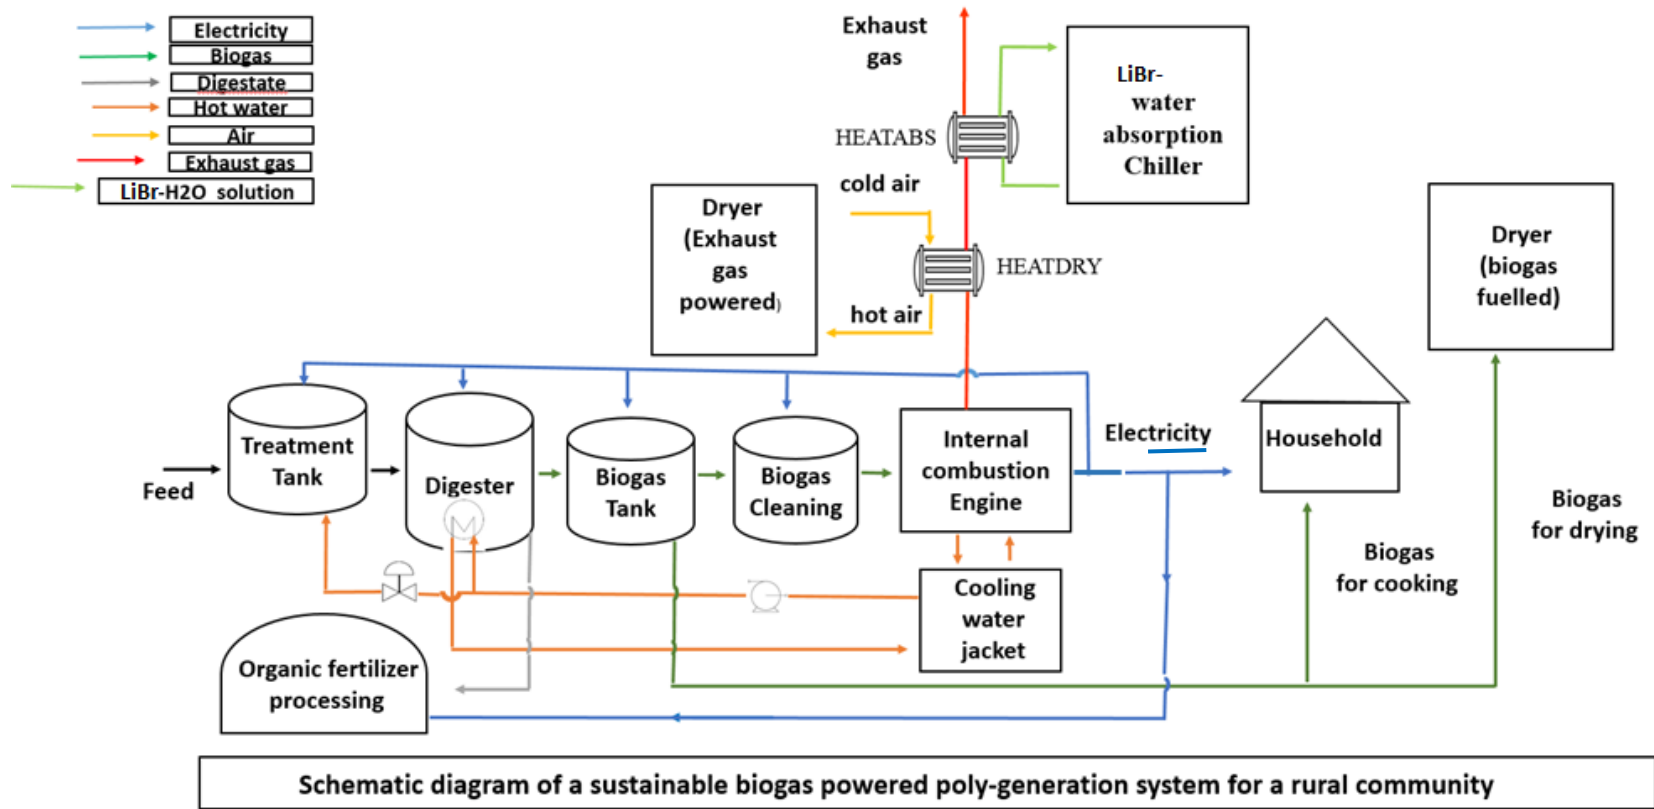 Electricity
Biogas
Digestate
Hot water
Air
Exhaust gas
LiBr-H2O solution
Exhaust
gas
LiBr-
water
absorption
Chiller
HEATABS
cold air
Dryer
(Exhaust
gas
powered)
HEATDRY
hot air
Dryer
(biogas
fuelled)
Feed
Treatment
Tank
Digester
M
Biogas
Tank
Biogas
Cleaning
Internal
combustion
Engine
Electricity
Household
Biogas
for drying
Biogas
for cooking
Cooling
water
jacket
Organic fertilizer
processing
Schematic diagram of a sustainable biogas powered poly-generation system for a rural community